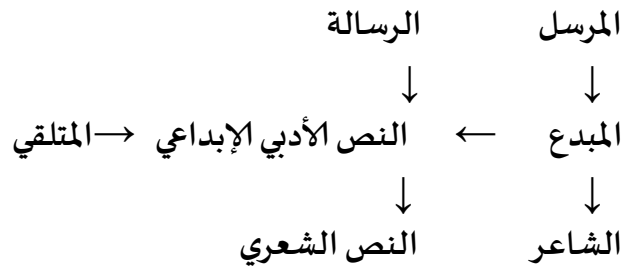 المرسل الرسالة
↓ ↓
المبدع ← النص الأدبي الإبداعي →المتلقي
↓ ↓
الشاعر النص الشعري